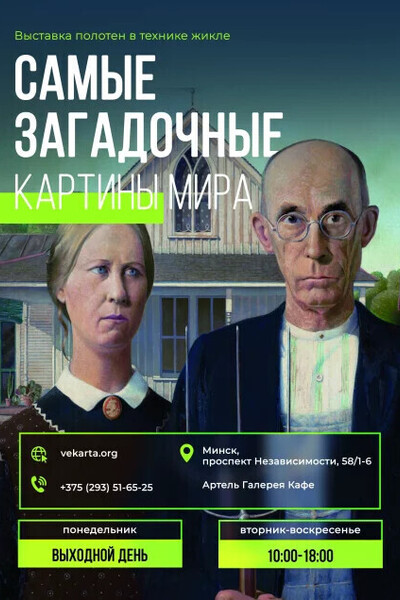 Выставка полотен в технике жикле
САМЫЕ
ЗАГАДОЧНЫЕ
КАРТИНЫ МИРА
vekarta.org
Минск,
проспект Независимости, 58/1-6
+375 (293) 51-65-25
Артель Галерея Кафе
понедельник
ВЫХОДНОЙ ДЕНЬ
вторник-воскресенье
10:00-18:00